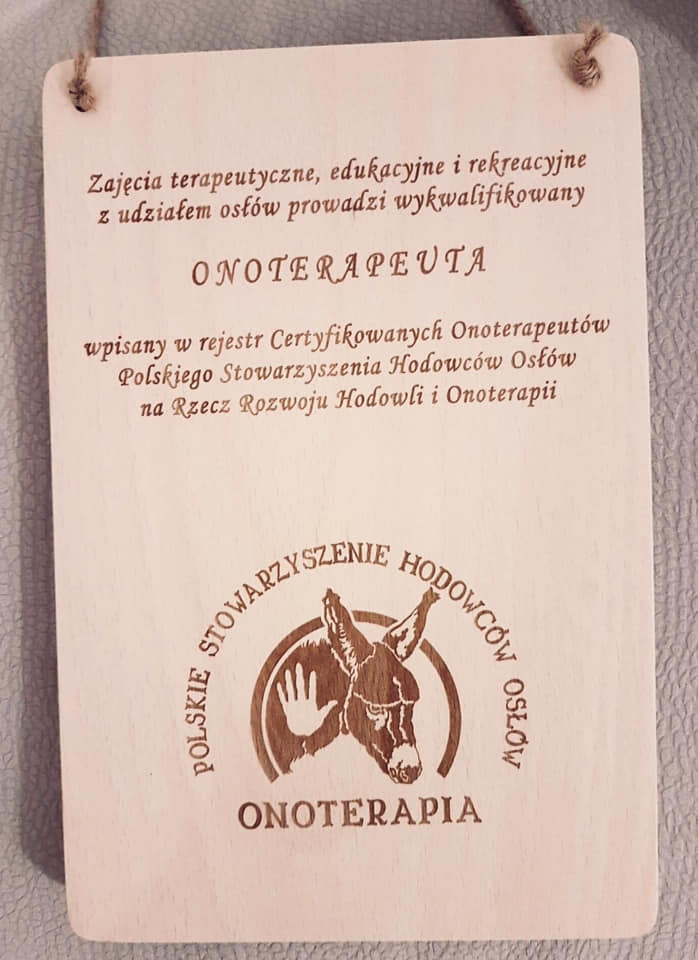 Zajęcia terapeutyczne, edukacyjne i rekreacyjne
z udziałem osłów prowadzi wykwalifikowany
ONOTERAPEUTA
wpisany w rejestr Certyfikowanych Onoterapeutów
Polskiego Stowarzyszenia Hodowców Osłów
na Rzecz Rozwoju Hodowli i Onoterapii
POLSKIE STOWARZYSZENIE HODOWCÓW OSŁÓW
ONOTERAPIA